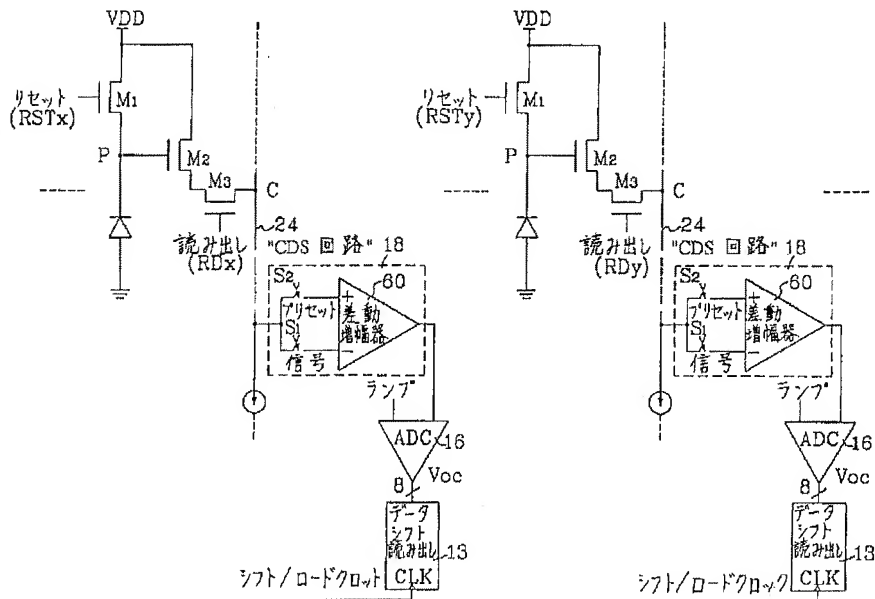 VDD
VDD
リセット
(RSTx)
M1
リセット
(RSTy)
M1
P
M2
P
M2
M3
C
M3
C
読み出し
(RDx)
24
読み出し
(RDy)
24
"CDS 回路" 18
"CDS 回路" 18
S2
60
S2
60
+
プリセット
差動
増幅器
S1
信号
−
+
プリセット
差動
増幅器
S1
信号
−
ランプ
ランプ
ADC
16
ADC
16
8
Voc
8
Voc
データ
シフト
読み出し
13
CLK
データ
シフト
読み出し
13
CLK
シフト/ロードクロット
シフト/ロードクロック